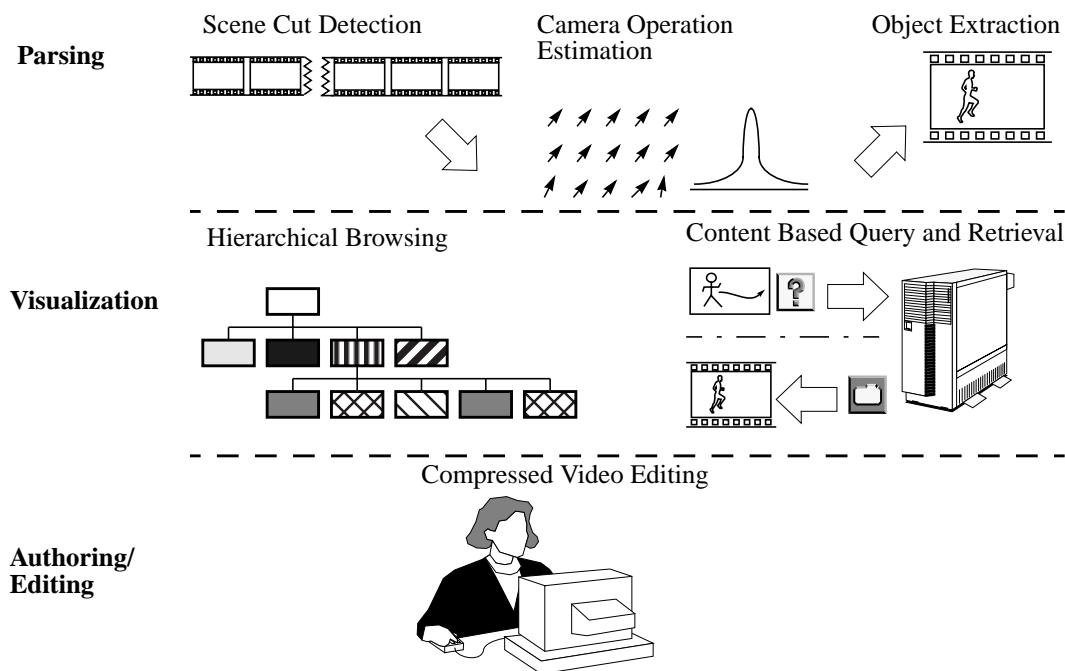 Scene Cut Detection
Camera Operation
Estimation
Object Extraction
Parsing
Hierarchical Browsing
Content Based Query and Retrieval
Visualization
?
Compressed Video Editing
Authoring/
Editing